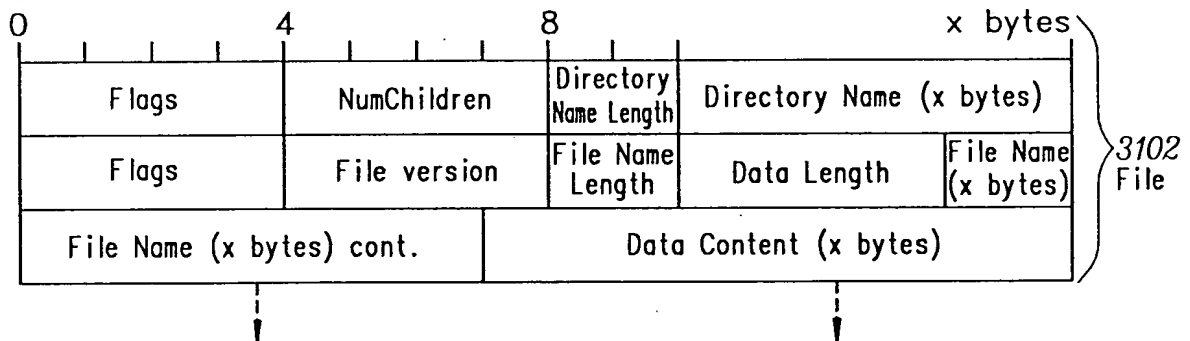 0 4 8 x bytes
Flags NumChildren Directory Name Length Directory Name (x bytes)
Flags File version File Name Length Data Length File Name (x bytes)
File Name (x bytes) cont. Data Content (x bytes)
3102
File